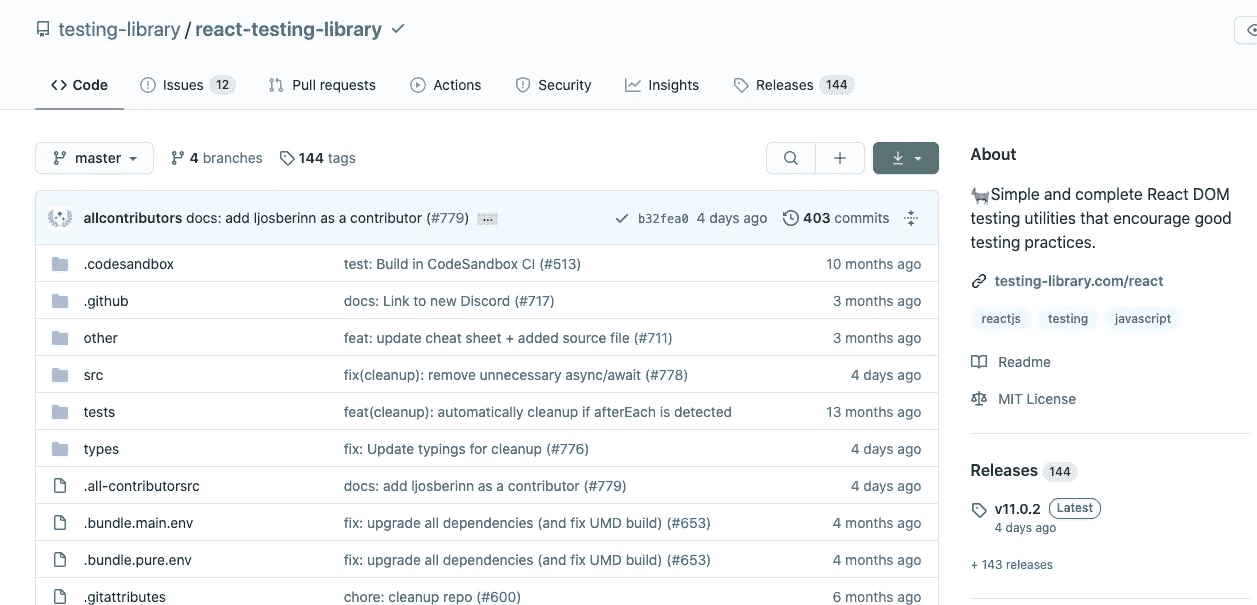 testing-library / react-testing-library
Code Issues 12 Pull requests Actions Security Insights Releases 144
master 4 branches 144 tags
allcontributors docs: add ljosberinn as a contributor (#779) ... b32fea0 4 days ago 403 commits
.codesandbox test: Build in CodeSandbox CI (#513) 10 months ago
.github docs: Link to new Discord (#717) 3 months ago
other feat: update cheat sheet + added source file (#711) 3 months ago
src fix(cleanup): remove unnecessary async/await (#778) 4 days ago
tests feat(cleanup): automatically cleanup if afterEach is detected 13 months ago
types fix: Update typings for cleanup (#776) 4 days ago
.all-contributorsrc docs: add ljosberinn as a contributor (#779) 4 days ago
.bundle.main.env fix: upgrade all dependencies (and fix UMD build) (#653) 4 months ago
.bundle.pure.env fix: upgrade all dependencies (and fix UMD build) (#653) 4 months ago
.gitattributes chore: cleanup repo (#600) 6 months ago
About
🐐Simple and complete React DOM
testing utilities that encourage good
testing practices.
testing-library.com/react
reactjs testing javascript
Readme
MIT License
Releases 144
v11.0.2 Latest
4 days ago
+ 143 releases